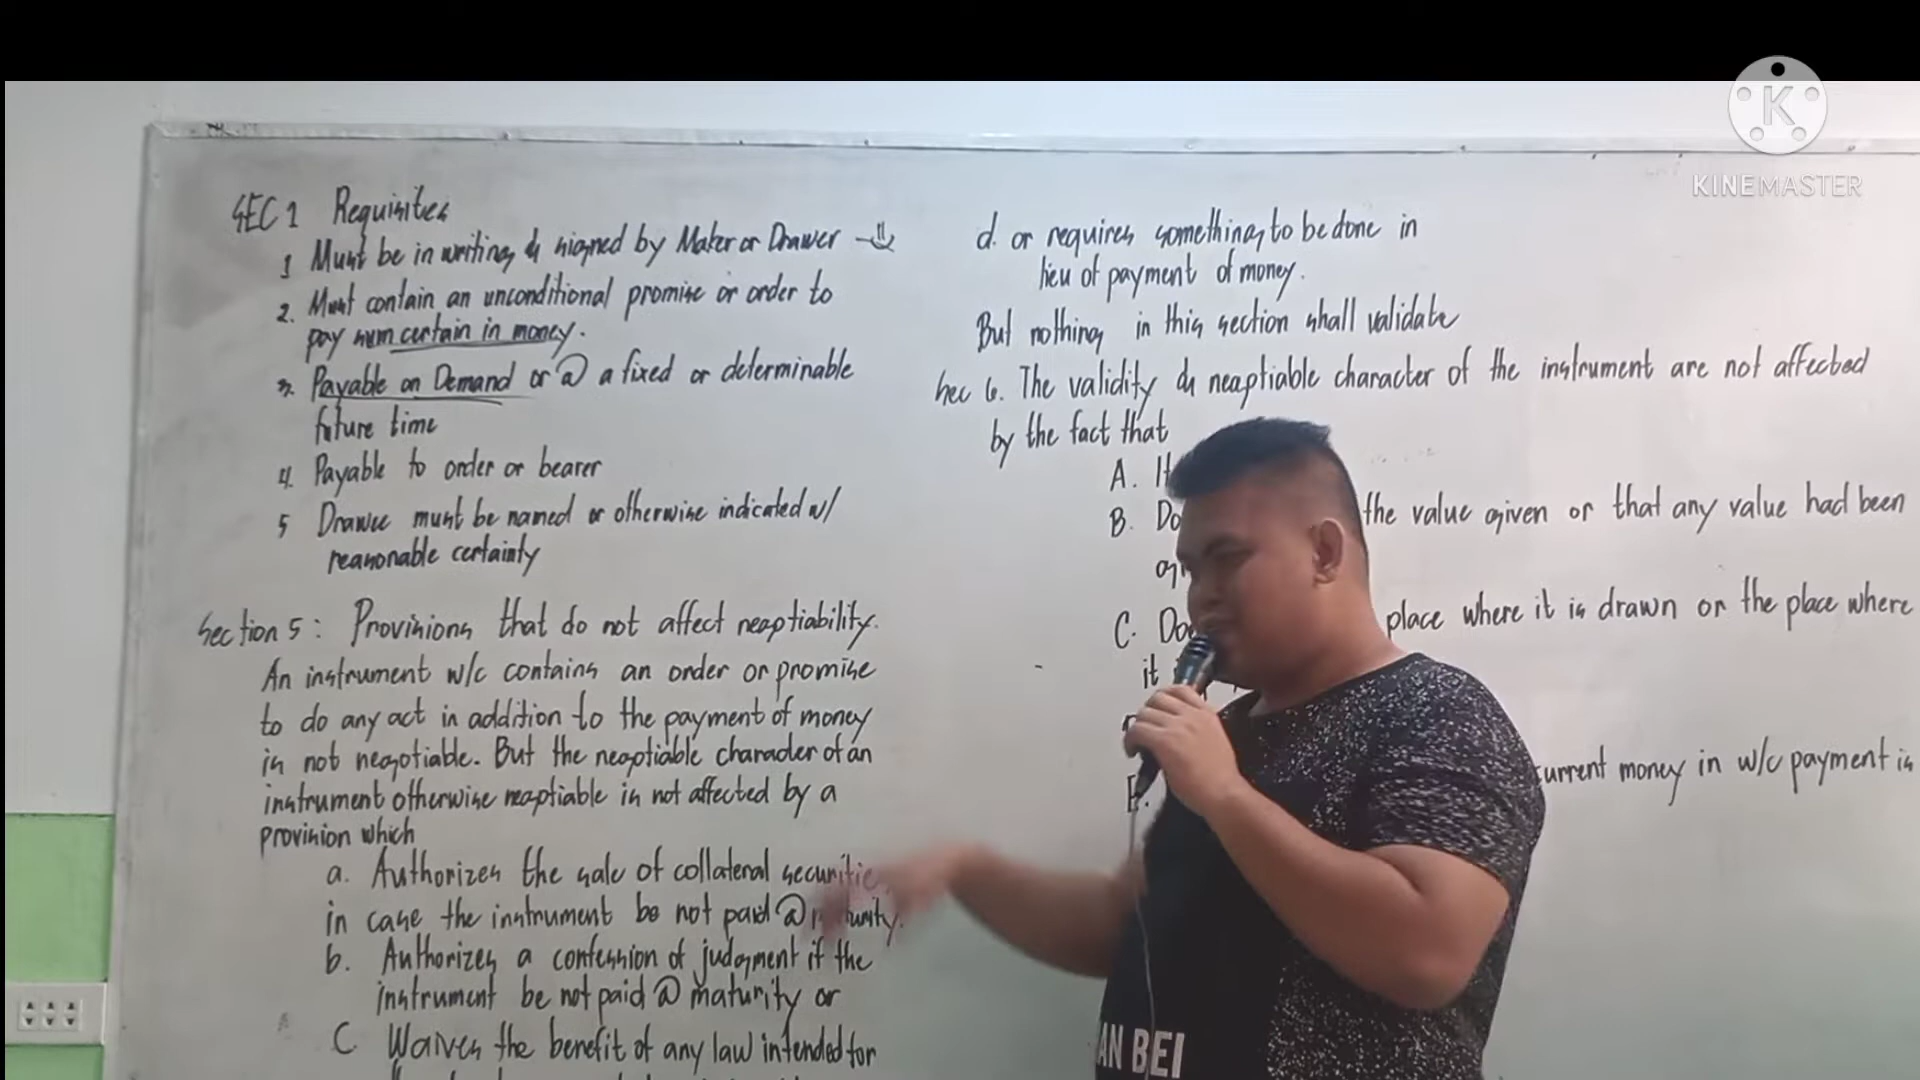 SEC 1 Requisites
1 Must be in writing & signed by Maker or Drawer
2. Must contain an unconditional promise or order to
pay sum certain in money.
3. Payable on Demand or @ a fixed or determinable
future time
4. Payable to order or bearer
5 Drawee must be named or otherwise indicated w/
reasonable certainty
Section 5: Provisions that do not affect negotiability.
An instrument w/c contains an order or promise
to do any act in addition to the payment of money
is not negotiable. But the negotiable character of an
instrument otherwise negotiable is not affected by a
provision which
a. Authorizes the sale of collateral
in case the instrument be not paid @
b. Authorizes a confession of judgment if the
instrument be not paid @ maturity or
C Waives the benefit of any law intended for
d. or requires something to be done in
lieu of payment of money.
But nothing in this section shall validate
Sec 6. The validity & negotiable character of the instrument are not affected
by the fact that
A.
B. the value given or that any value had been
C. place where it is drawn or the place where
it
current money in w/c payment is
AN BEI
K
KINEMASTER